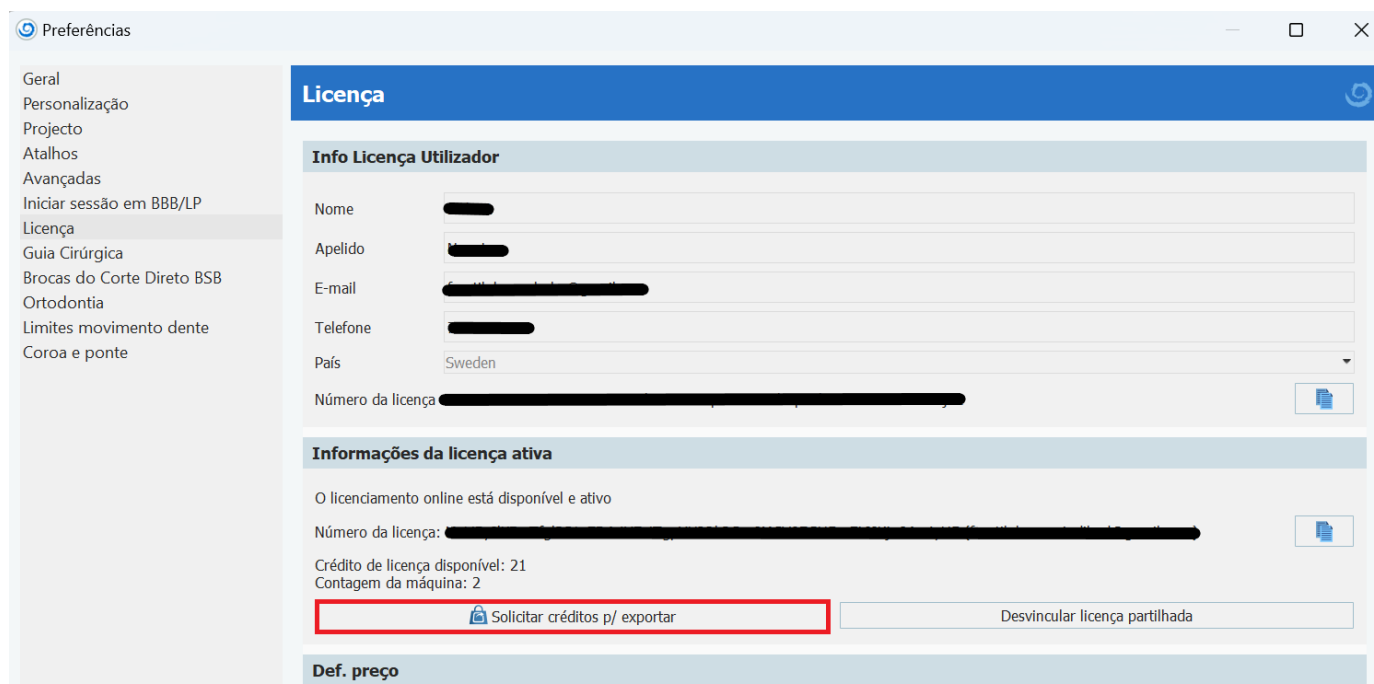 Preferências
Geral
Personalização
Projecto
Atalhos
Avançadas
Iniciar sessão em BBB/LP
Licença
Guia Cirúrgica
Brocas do Corte Direto BSB
Ortodontia
Limites movimento dente
Coroa e ponte
Licença
Info Licença Utilizador
Nome
Apelido
E-mail
Telefone
País Sweden
Número da licença
Informações da licença ativa
O licenciamento online está disponível e ativo
Número da licença:
Crédito de licença disponível: 21
Contagem da máquina: 2
Solicitar créditos p/ exportar Desvincular licença partilhada
Def. preço